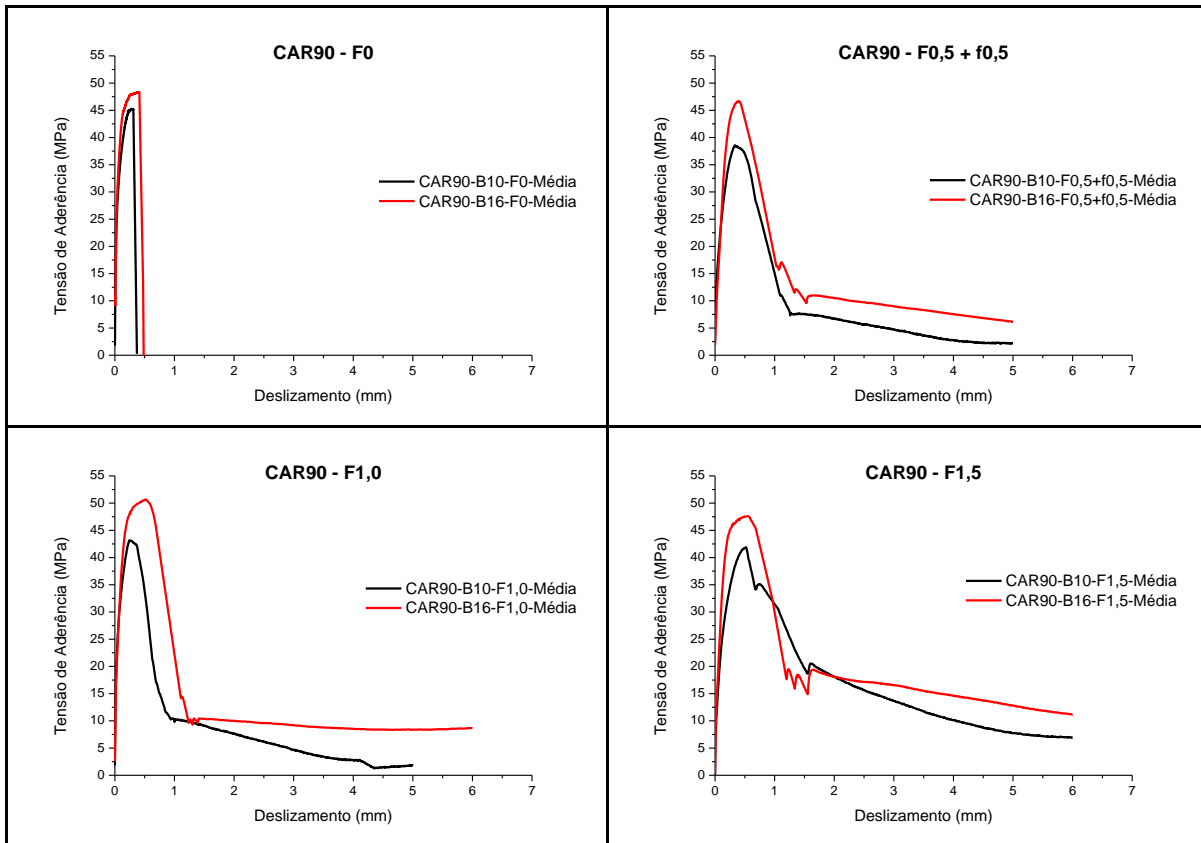 CAR90 - F0
55
50
45
40
35
30
25
20
15
10
5
0
Tensão de Aderência (MPa)
CAR90-B10-F0-Média
CAR90-B16-F0-Média
0 1 2 3 4 5 6 7
Deslizamento (mm)
CAR90 - F0,5 + f0,5
55
50
45
40
35
30
25
20
15
10
5
0
Tensão de Aderência (MPa)
CAR90-B10-F0,5+f0,5-Média
CAR90-B16-F0,5+f0,5-Média
0 1 2 3 4 5 6 7
Deslizamento (mm)
CAR90 - F1,0
55
50
45
40
35
30
25
20
15
10
5
0
Tensão de Aderência (MPa)
CAR90-B10-F1,0-Média
CAR90-B16-F1,0-Média
0 1 2 3 4 5 6 7
Deslizamento (mm)
CAR90 - F1,5
55
50
45
40
35
30
25
20
15
10
5
0
Tensão de Aderência (MPa)
CAR90-B10-F1,5-Média
CAR90-B16-F1,5-Média
0 1 2 3 4 5 6 7
Deslizamento (mm)